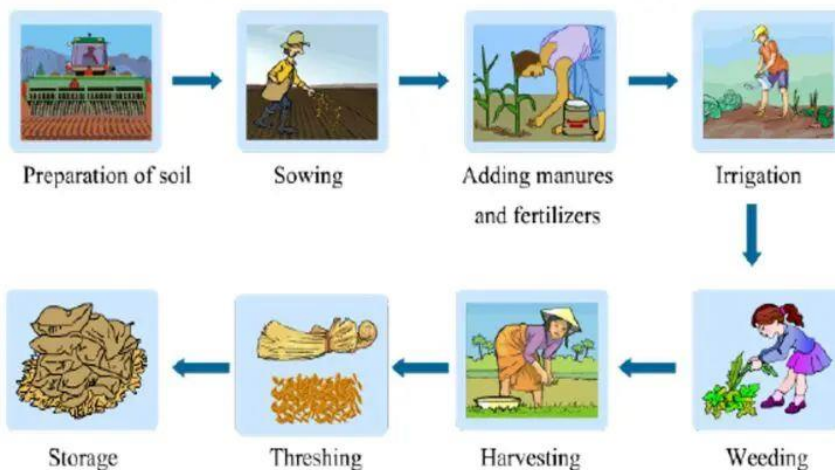 Preparation of soil
Sowing
Adding manures
and fertilizers
Irrigation
Weeding
Harvesting
Threshing
Storage